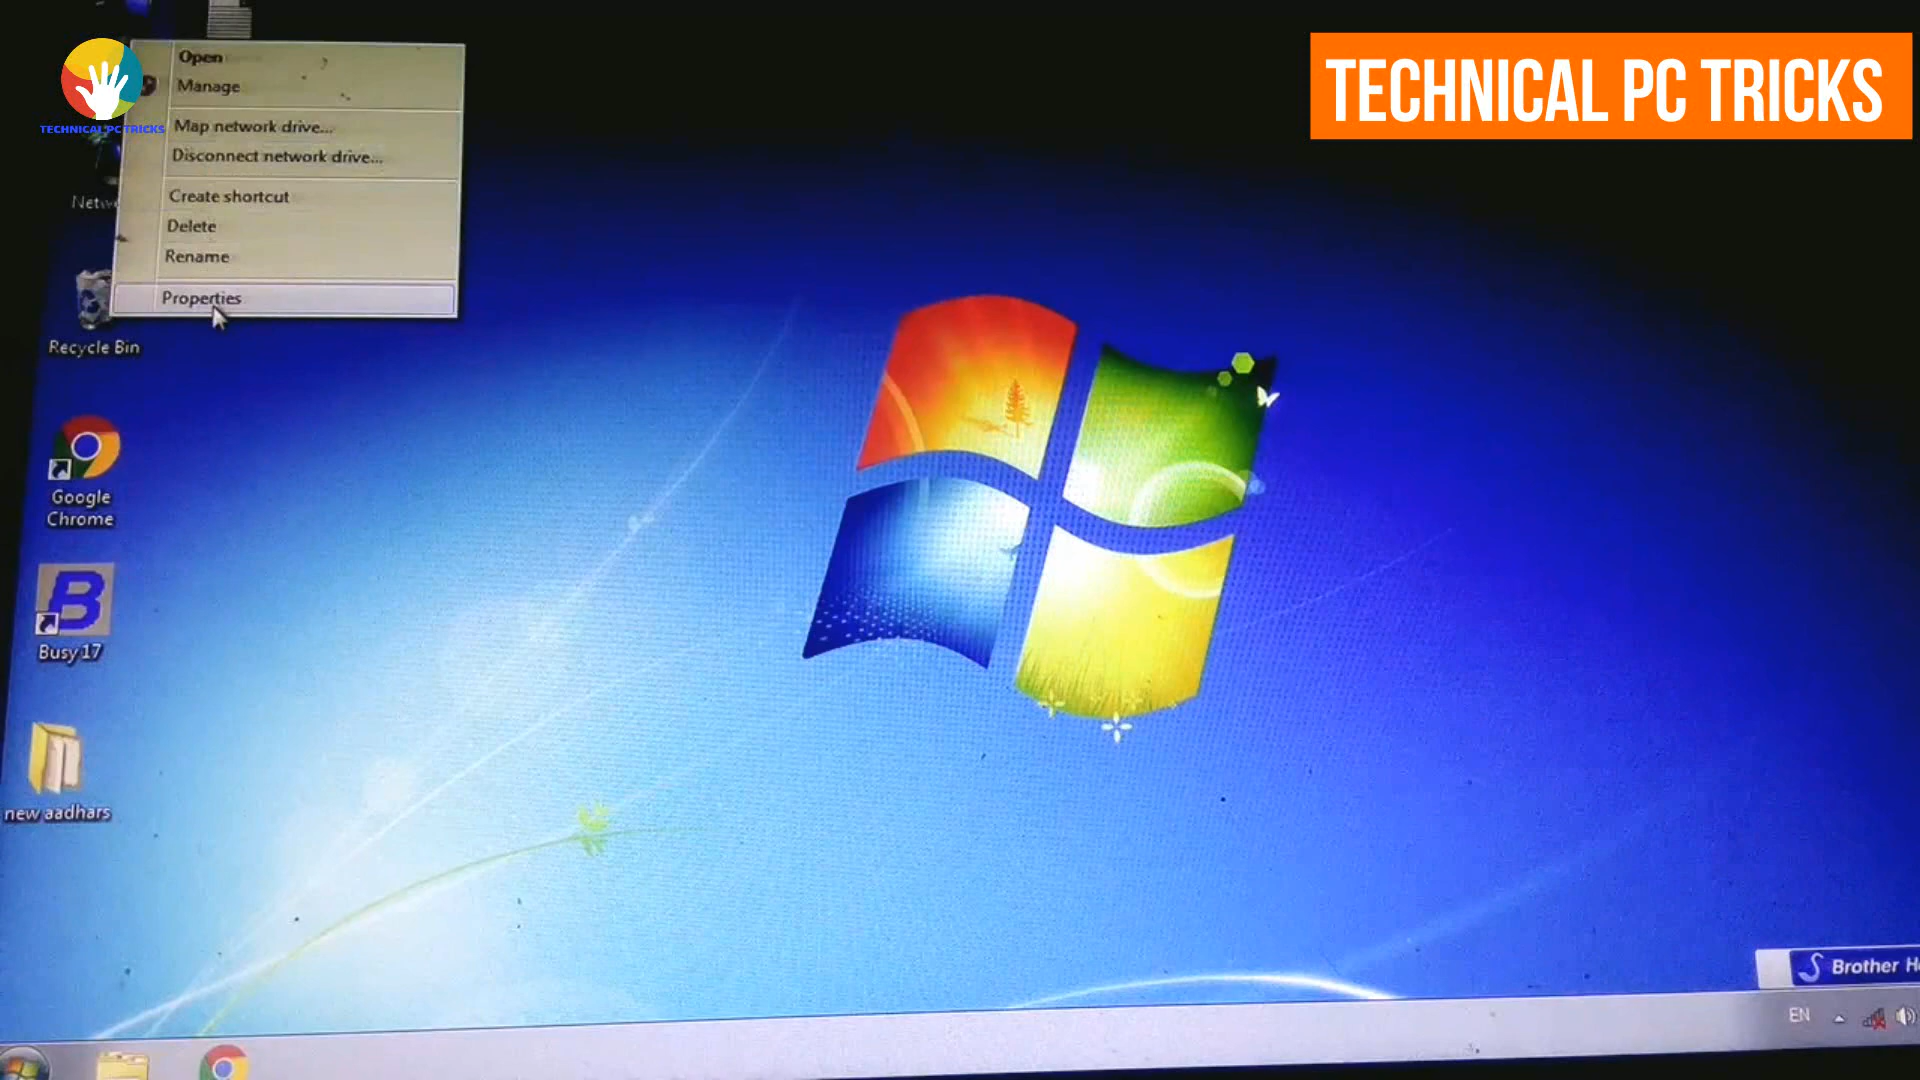 TECHNICAL PC TRICKS
TECHNICAL PC TRICKS
Open
Manage
Map network drive...
Disconnect network drive...
Create shortcut
Delete
Rename
Properties
Recycle Bin
Google
Chrome
Busy 17
new aadhars
Brother
EN